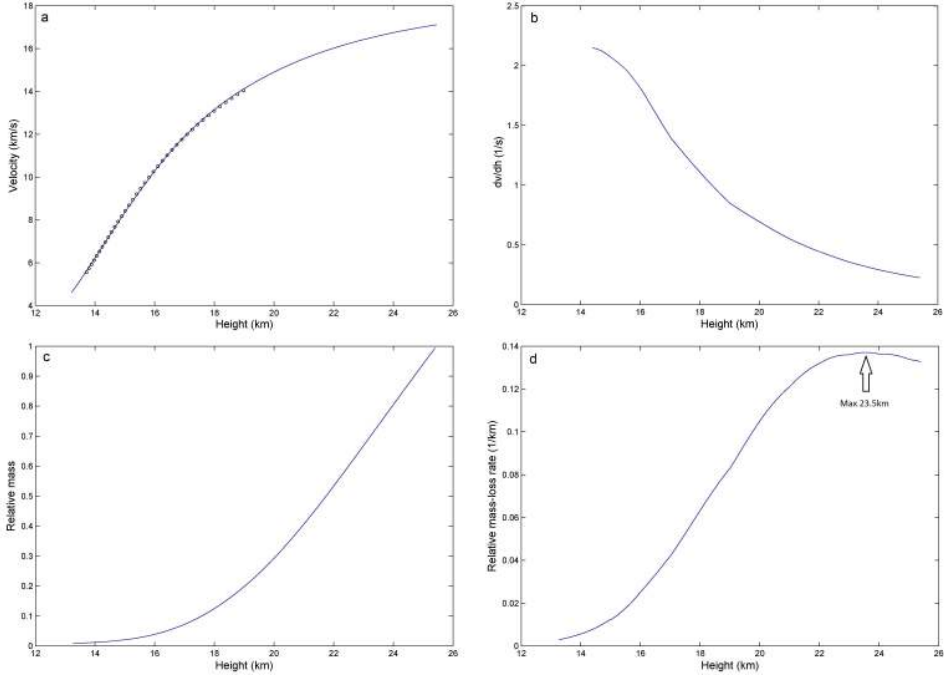 a
18
16
14
12
10
8
6
4
Velocity (km/s)
12 14 16 18 20 22 24 26
Height (km)
b
2.5
2
1.5
1
0.5
0
dv/dh (1/s)
12 14 16 18 20 22 24 26
Height (km)
c
1
0.9
0.8
0.7
0.6
0.5
0.4
0.3
0.2
0.1
0
Relative mass
12 14 16 18 20 22 24 26
Height (km)
d
0.14
0.12
0.1
0.08
0.06
0.04
0.02
0
Relative mass-loss rate (1/km)
Max 23.5km
12 14 16 18 20 22 24 26
Height (km)